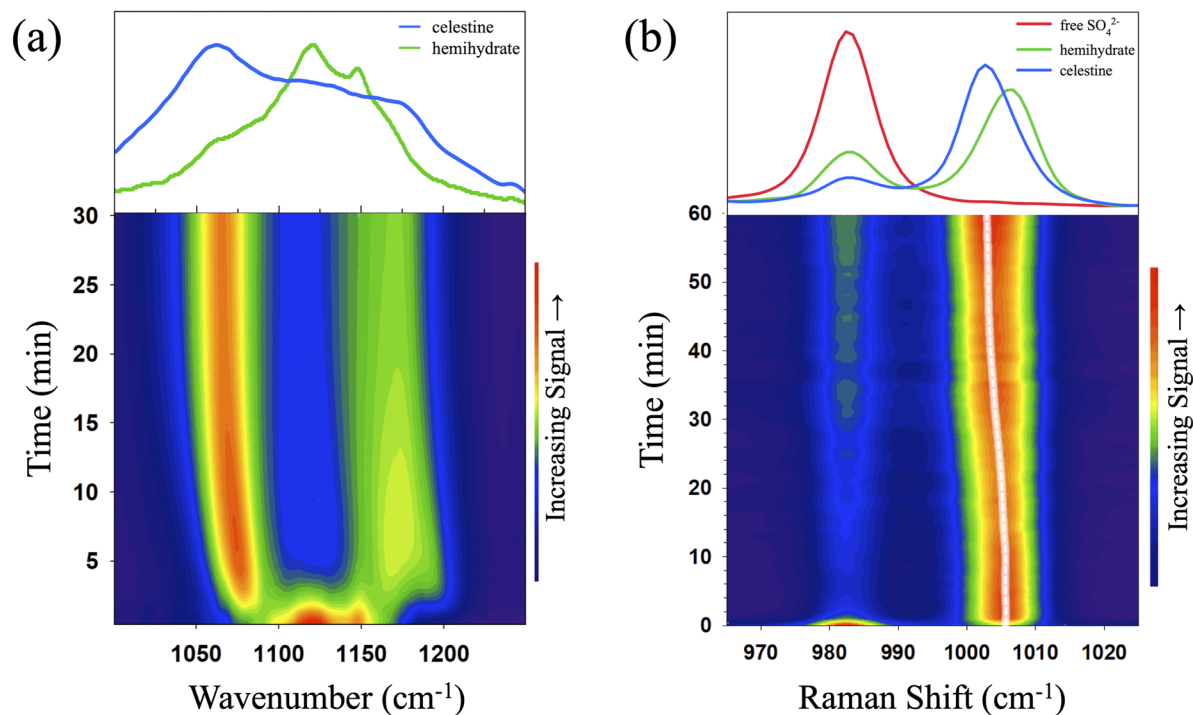 (a)
celestine
hemihydrate
30
25
20
15
10
5
Time (min)
1050 1100 1150 1200
Wavenumber (cm⁻¹)
Increasing Signal →
(b)
free SO₄²⁻
hemihydrate
celestine
60
50
40
30
20
10
0
Time (min)
970 980 990 1000 1010 1020
Raman Shift (cm⁻¹)
Increasing Signal →